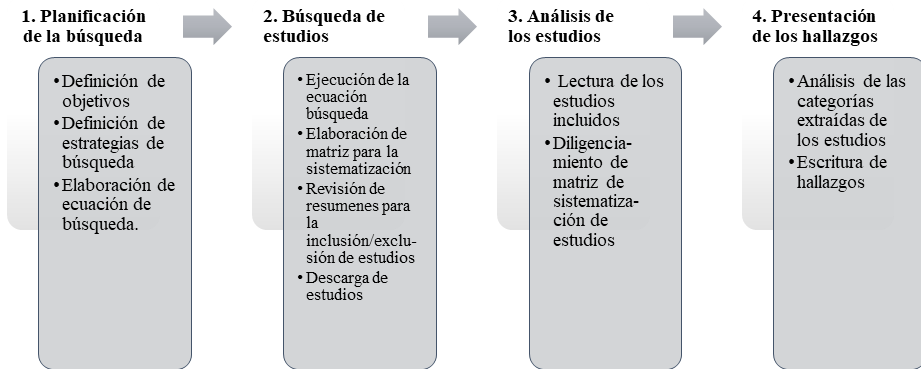 1. Planificación
de la búsqueda
• Definición de
objetivos
• Definición de
estrategias de
búsqueda
• Elaboración de
ecuación de
búsqueda.
2. Búsqueda de
estudios
• Ejecución de la
ecuación
búsqueda
• Elaboración de
matriz para la
sistematización
• Revisión de
resumenes para
la
inclusión/exclu-
sión de estudios
• Descarga de
estudios
3. Análisis de
los estudios
• Lectura de los
estudios
incluidos
• Diligencia-
miento de
matriz de
sistematiza-
ción de
estudios
4. Presentación
de los hallazgos
• Análisis de las
categorías
extraídas de
los estudios
• Escritura de
hallazgos